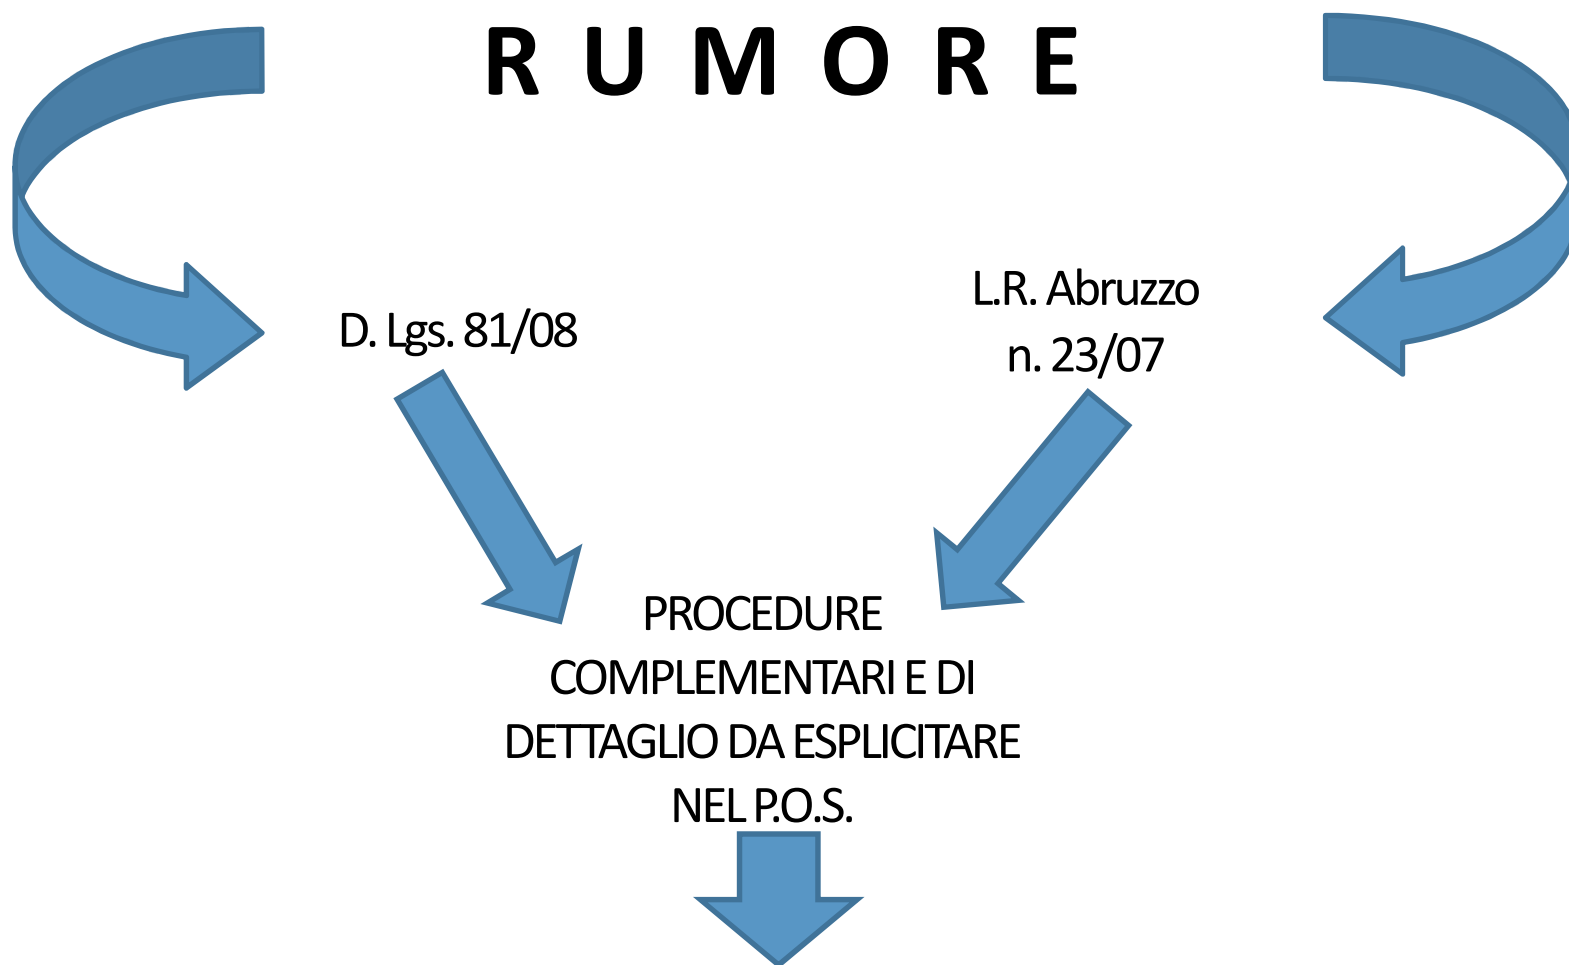 R U M O R E
D. Lgs. 81/08
L.R. Abruzzo
n. 23/07
PROCEDURE
COMPLEMENTARI E DI
DETTAGLIO DA ESPLICITARE
NEL P.O.S.